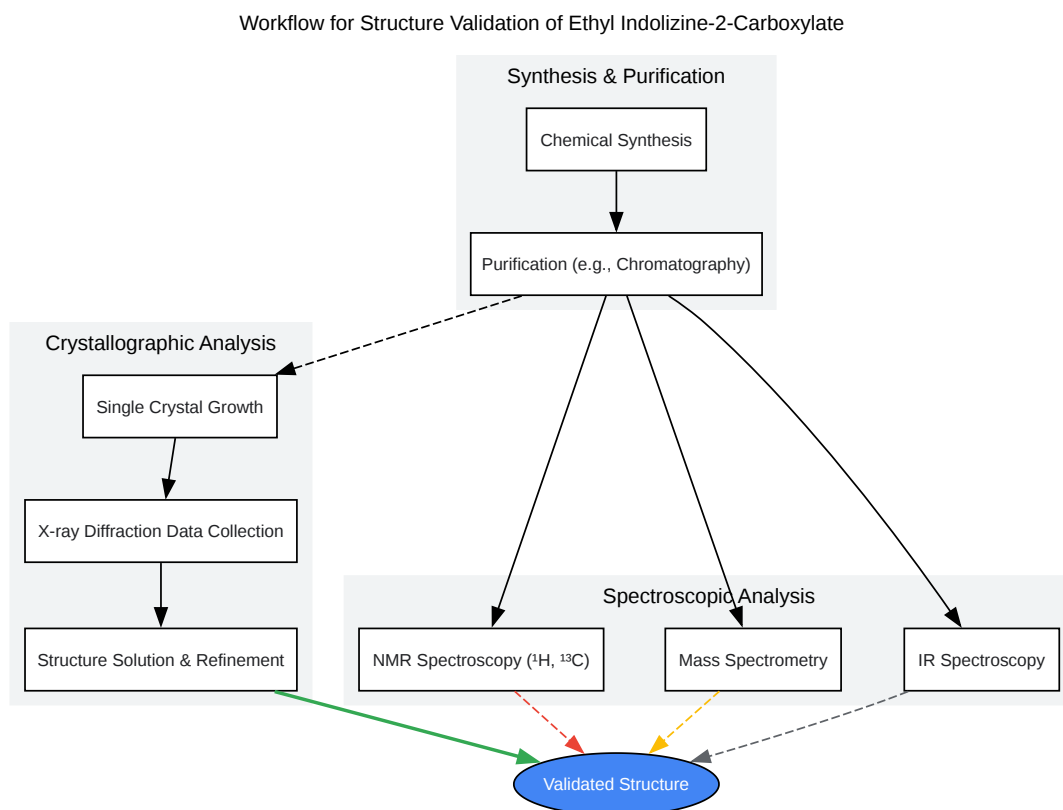 Workflow for Structure Validation of Ethyl Indolizine-2-Carboxylate
Synthesis & Purification
Chemical Synthesis
Purification (e.g., Chromatography)
Crystallographic Analysis
Single Crystal Growth
X-ray Diffraction Data Collection
Structure Solution & Refinement
Spectroscopic Analysis
NMR Spectroscopy (¹H, ¹³C)
Mass Spectrometry
IR Spectroscopy
Validated Structure